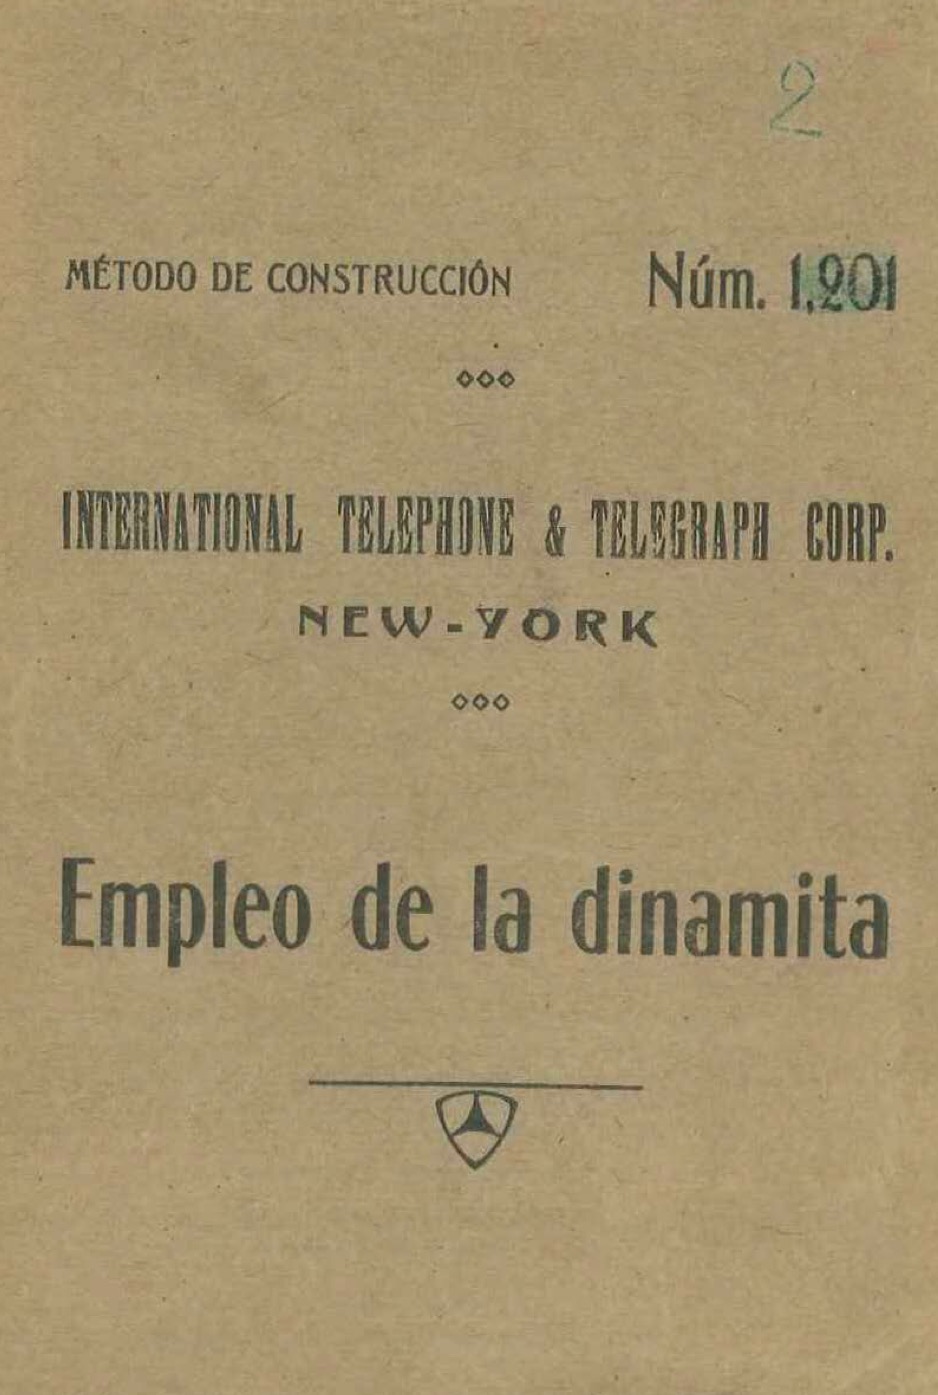 2
MÉTODO DE CONSTRUCCIÓN Núm. 1.201
INTERNATIONAL TELEPHONE & TELEGRAPH CORP.
NEW-YORK
Empleo de la dinamita